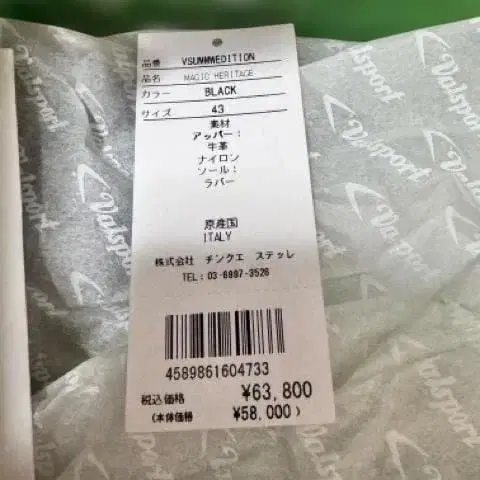 品番 VSUWMWEDITION
品名 MAGIC HERITAGE
カラー BLACK
サイズ 43
素材
アッパー：
牛革
ナイロン
ソール：
ラバー
原産国
ITALY
株式会社 チンクエ ステッレ
TEL：03-6897-3526
4589861604733
税込価格 ¥63,800
(本体価格 ¥58,000)
Valsport
Valsport
Valsport
Valsport
Valsport
Valsport